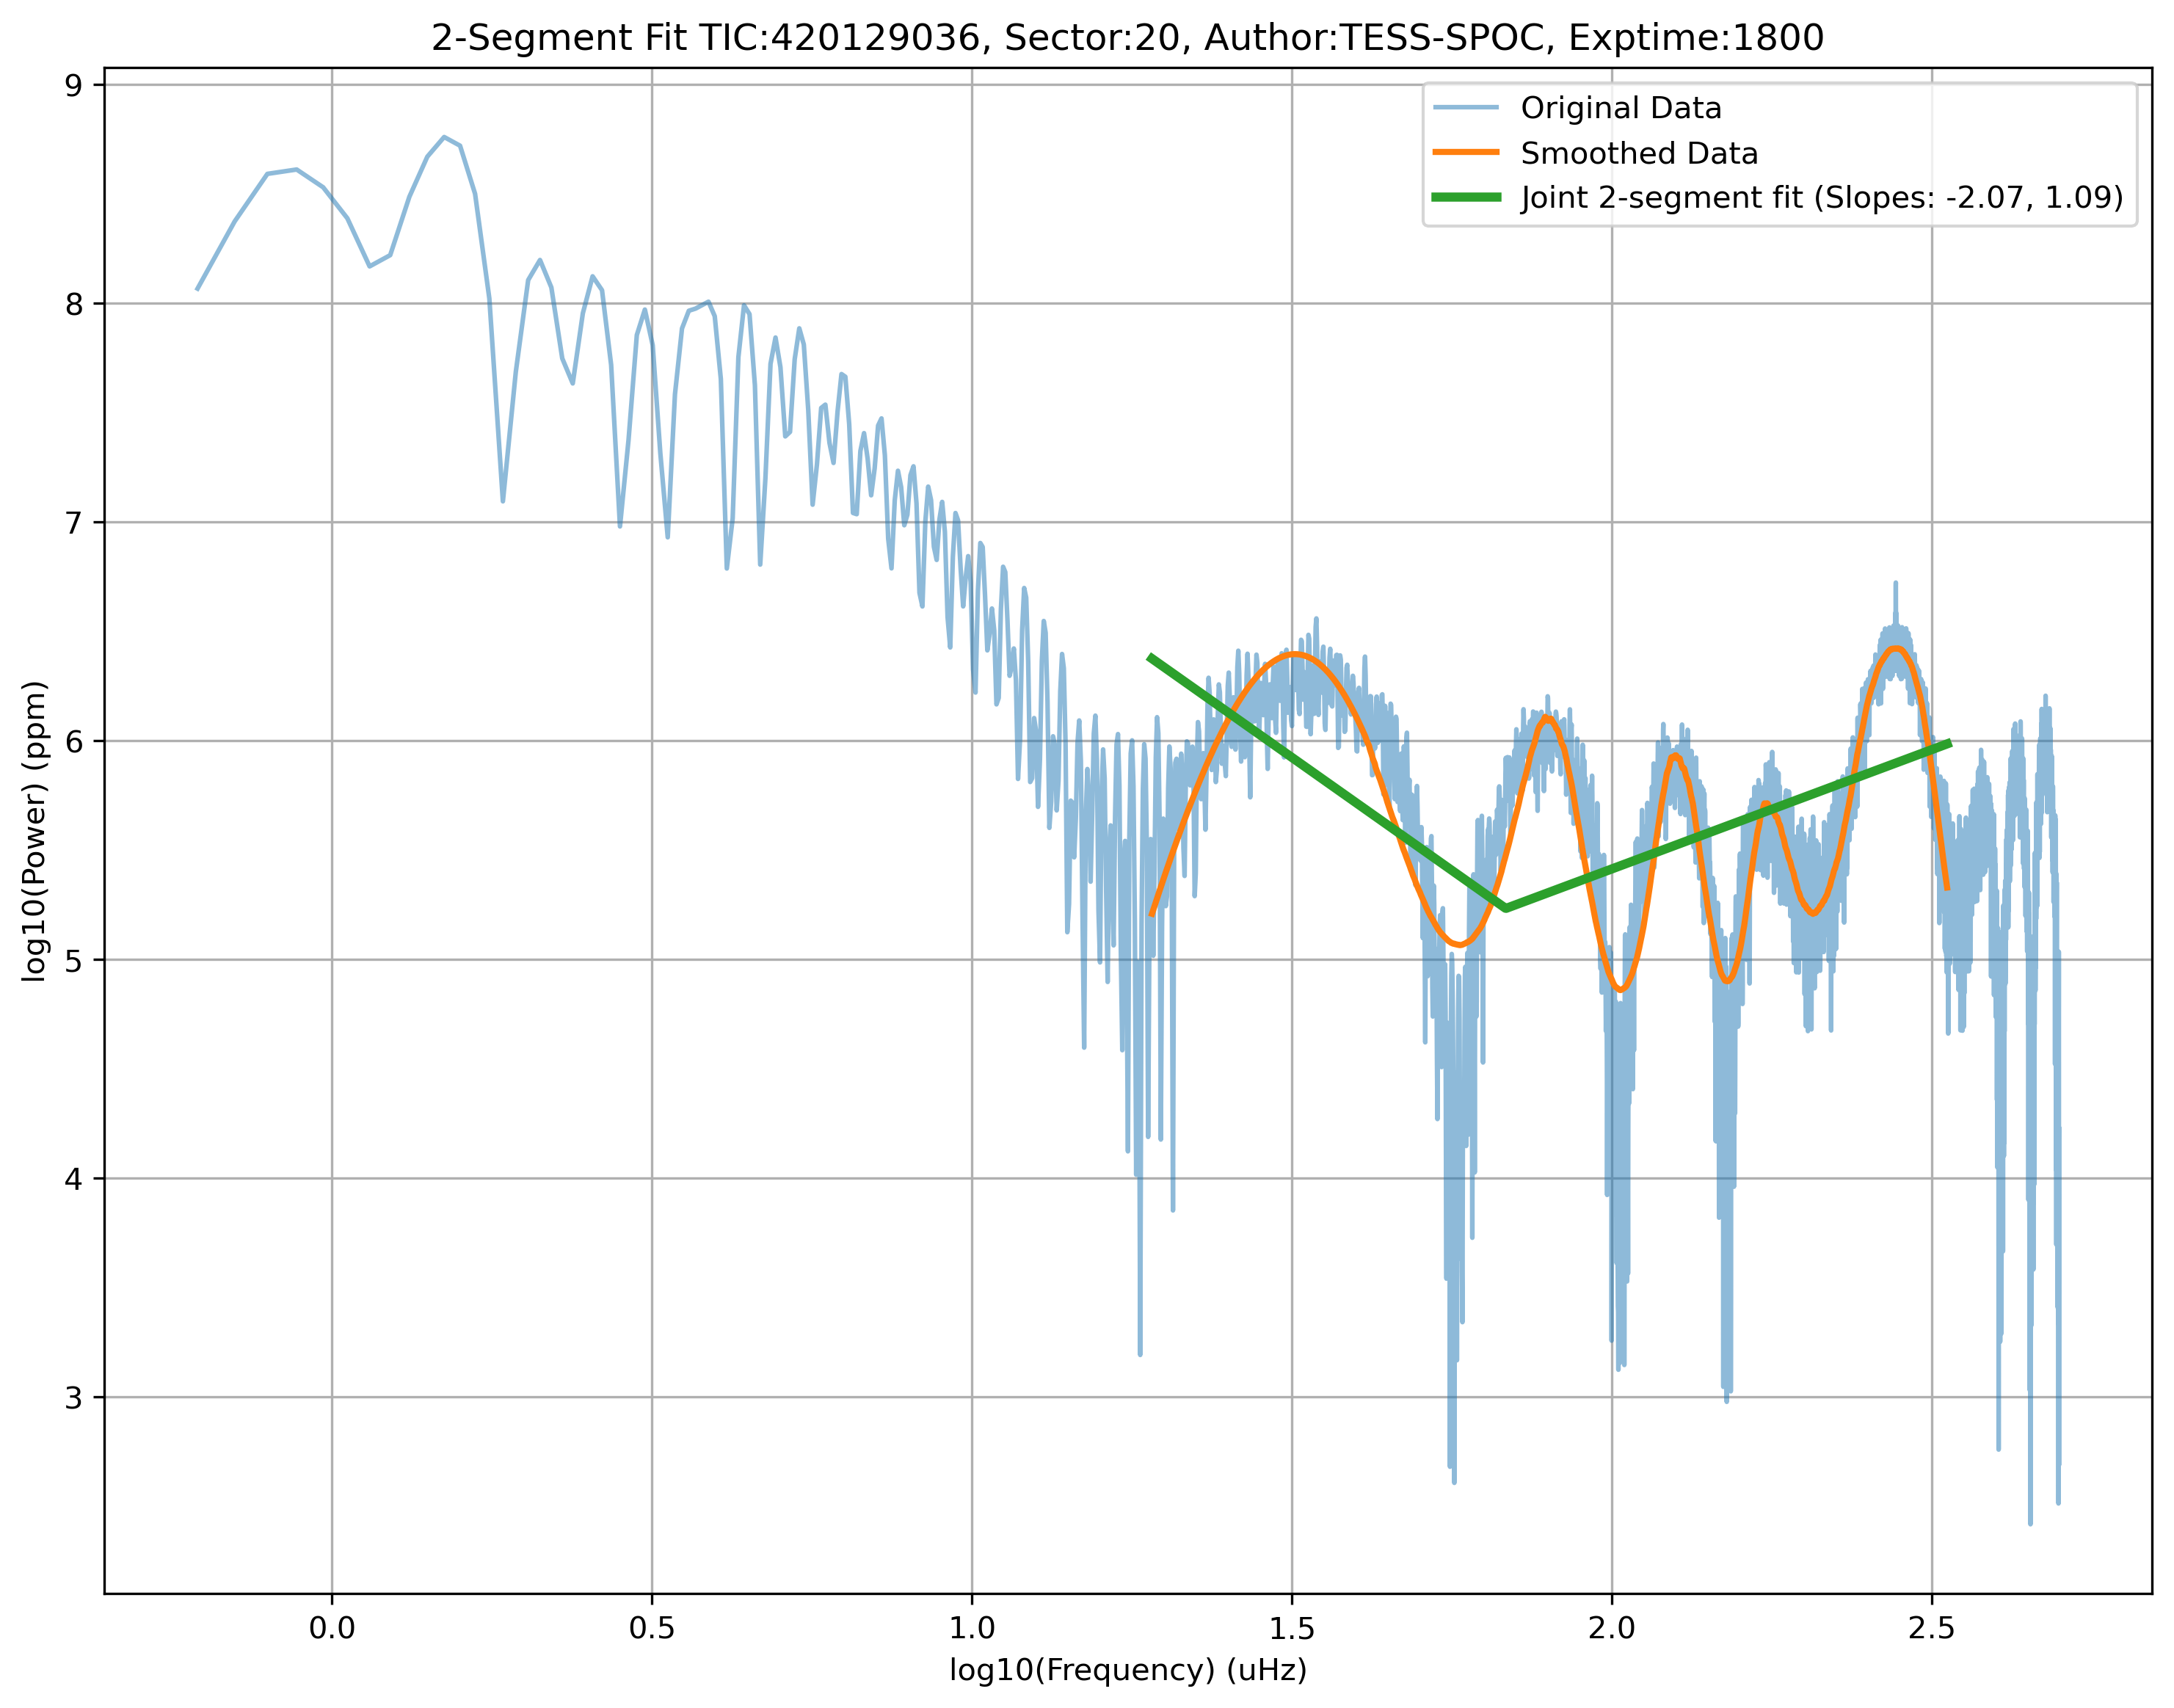 2-Segment Fit TIC:420129036, Sector:20, Author:TESS-SPOC, Exptime:1800
Original Data
Smoothed Data
Joint 2-segment fit (Slopes: -2.07, 1.09)
log10(Power) (ppm)
9
8
7
6
5
4
3
0.0 0.5 1.0 1.5 2.0 2.5
log10(Frequency) (uHz)